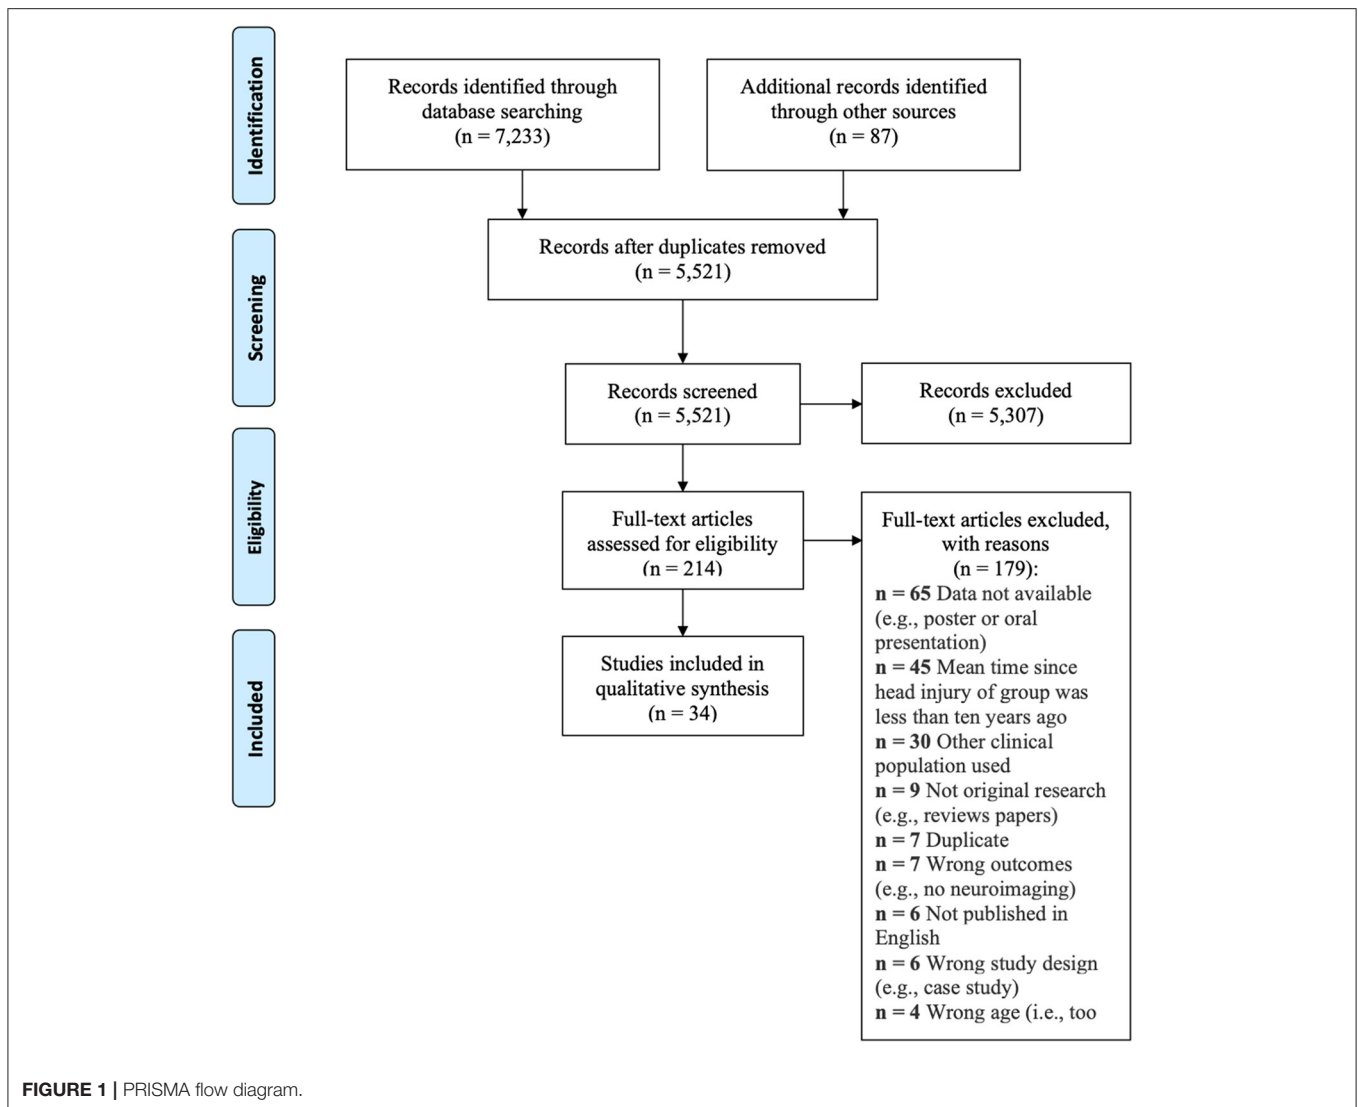 Identification
Records identified through
database searching
(n = 7,233)
Additional records identified
through other sources
(n = 87)
Screening
Records after duplicates removed
(n = 5,521)
Records screened
(n = 5,521)
Records excluded
(n = 5,307)
Eligibility
Full-text articles
assessed for eligibility
(n = 214)
Full-text articles excluded,
with reasons
(n = 179):
n = 65 Data not available
(e.g., poster or oral
presentation)
n = 45 Mean time since
head injury of group was
less than ten years ago
n = 30 Other clinical
population used
n = 9 Not original research
(e.g., reviews papers)
n = 7 Duplicate
n = 7 Wrong outcomes
(e.g., no neuroimaging)
n = 6 Not published in
English
n = 6 Wrong study design
(e.g., case study)
n = 4 Wrong age (i.e., too
Included
Studies included in
qualitative synthesis
(n = 34)
FIGURE 1 | PRISMA flow diagram.